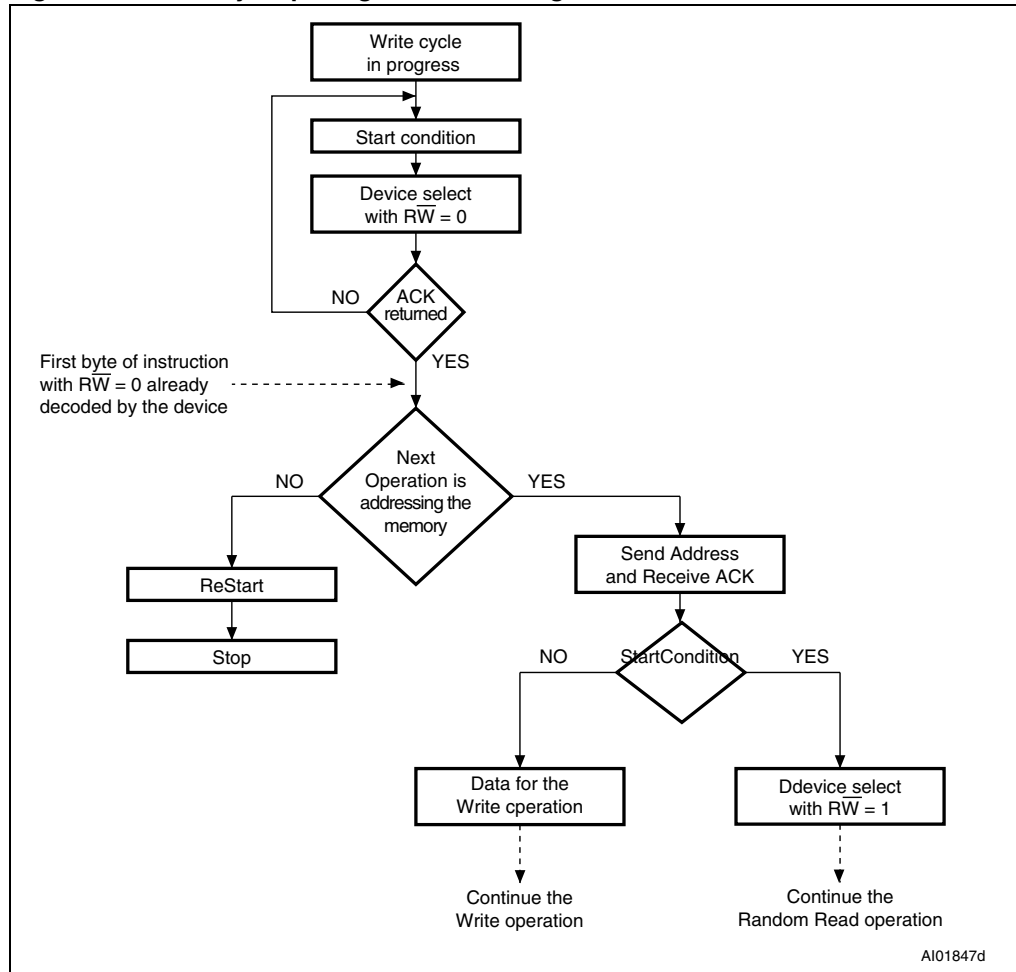 Write cycle
in progress
Start condition
Device select
with RW̅ = 0
NO
ACK
returned
YES
First byte of instruction
with RW̅ = 0 already
decoded by the device
NO
Next
Operation is
addressing the
memory
YES
Send Address
and Receive ACK
ReStart
Stop
NO
StartCondition
YES
Data for the
Write cperation
Ddevice select
with RW̅ = 1
Continue the
Write operation
Continue the
Random Read operation
AI01847d